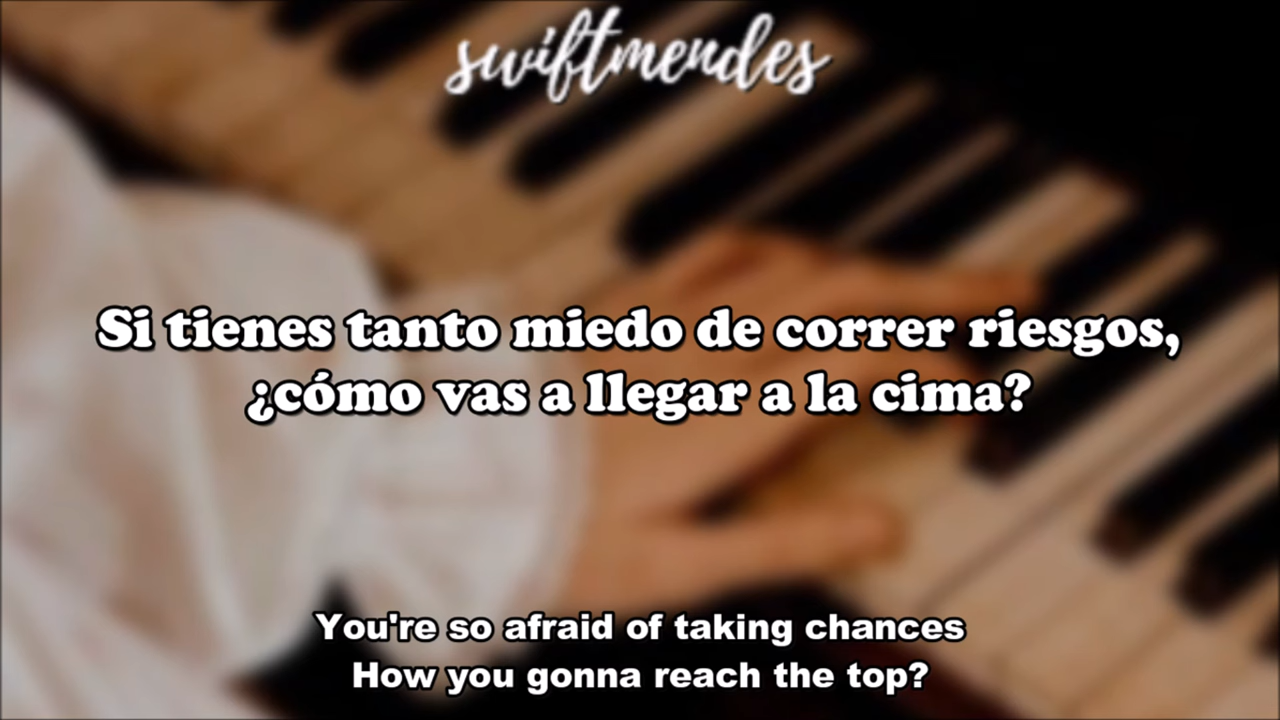 swiftmendes
Si tienes tanto miedo de correr riesgos,
¿cómo vas a llegar a la cima?
You're so afraid of taking chances
How you gonna reach the top?